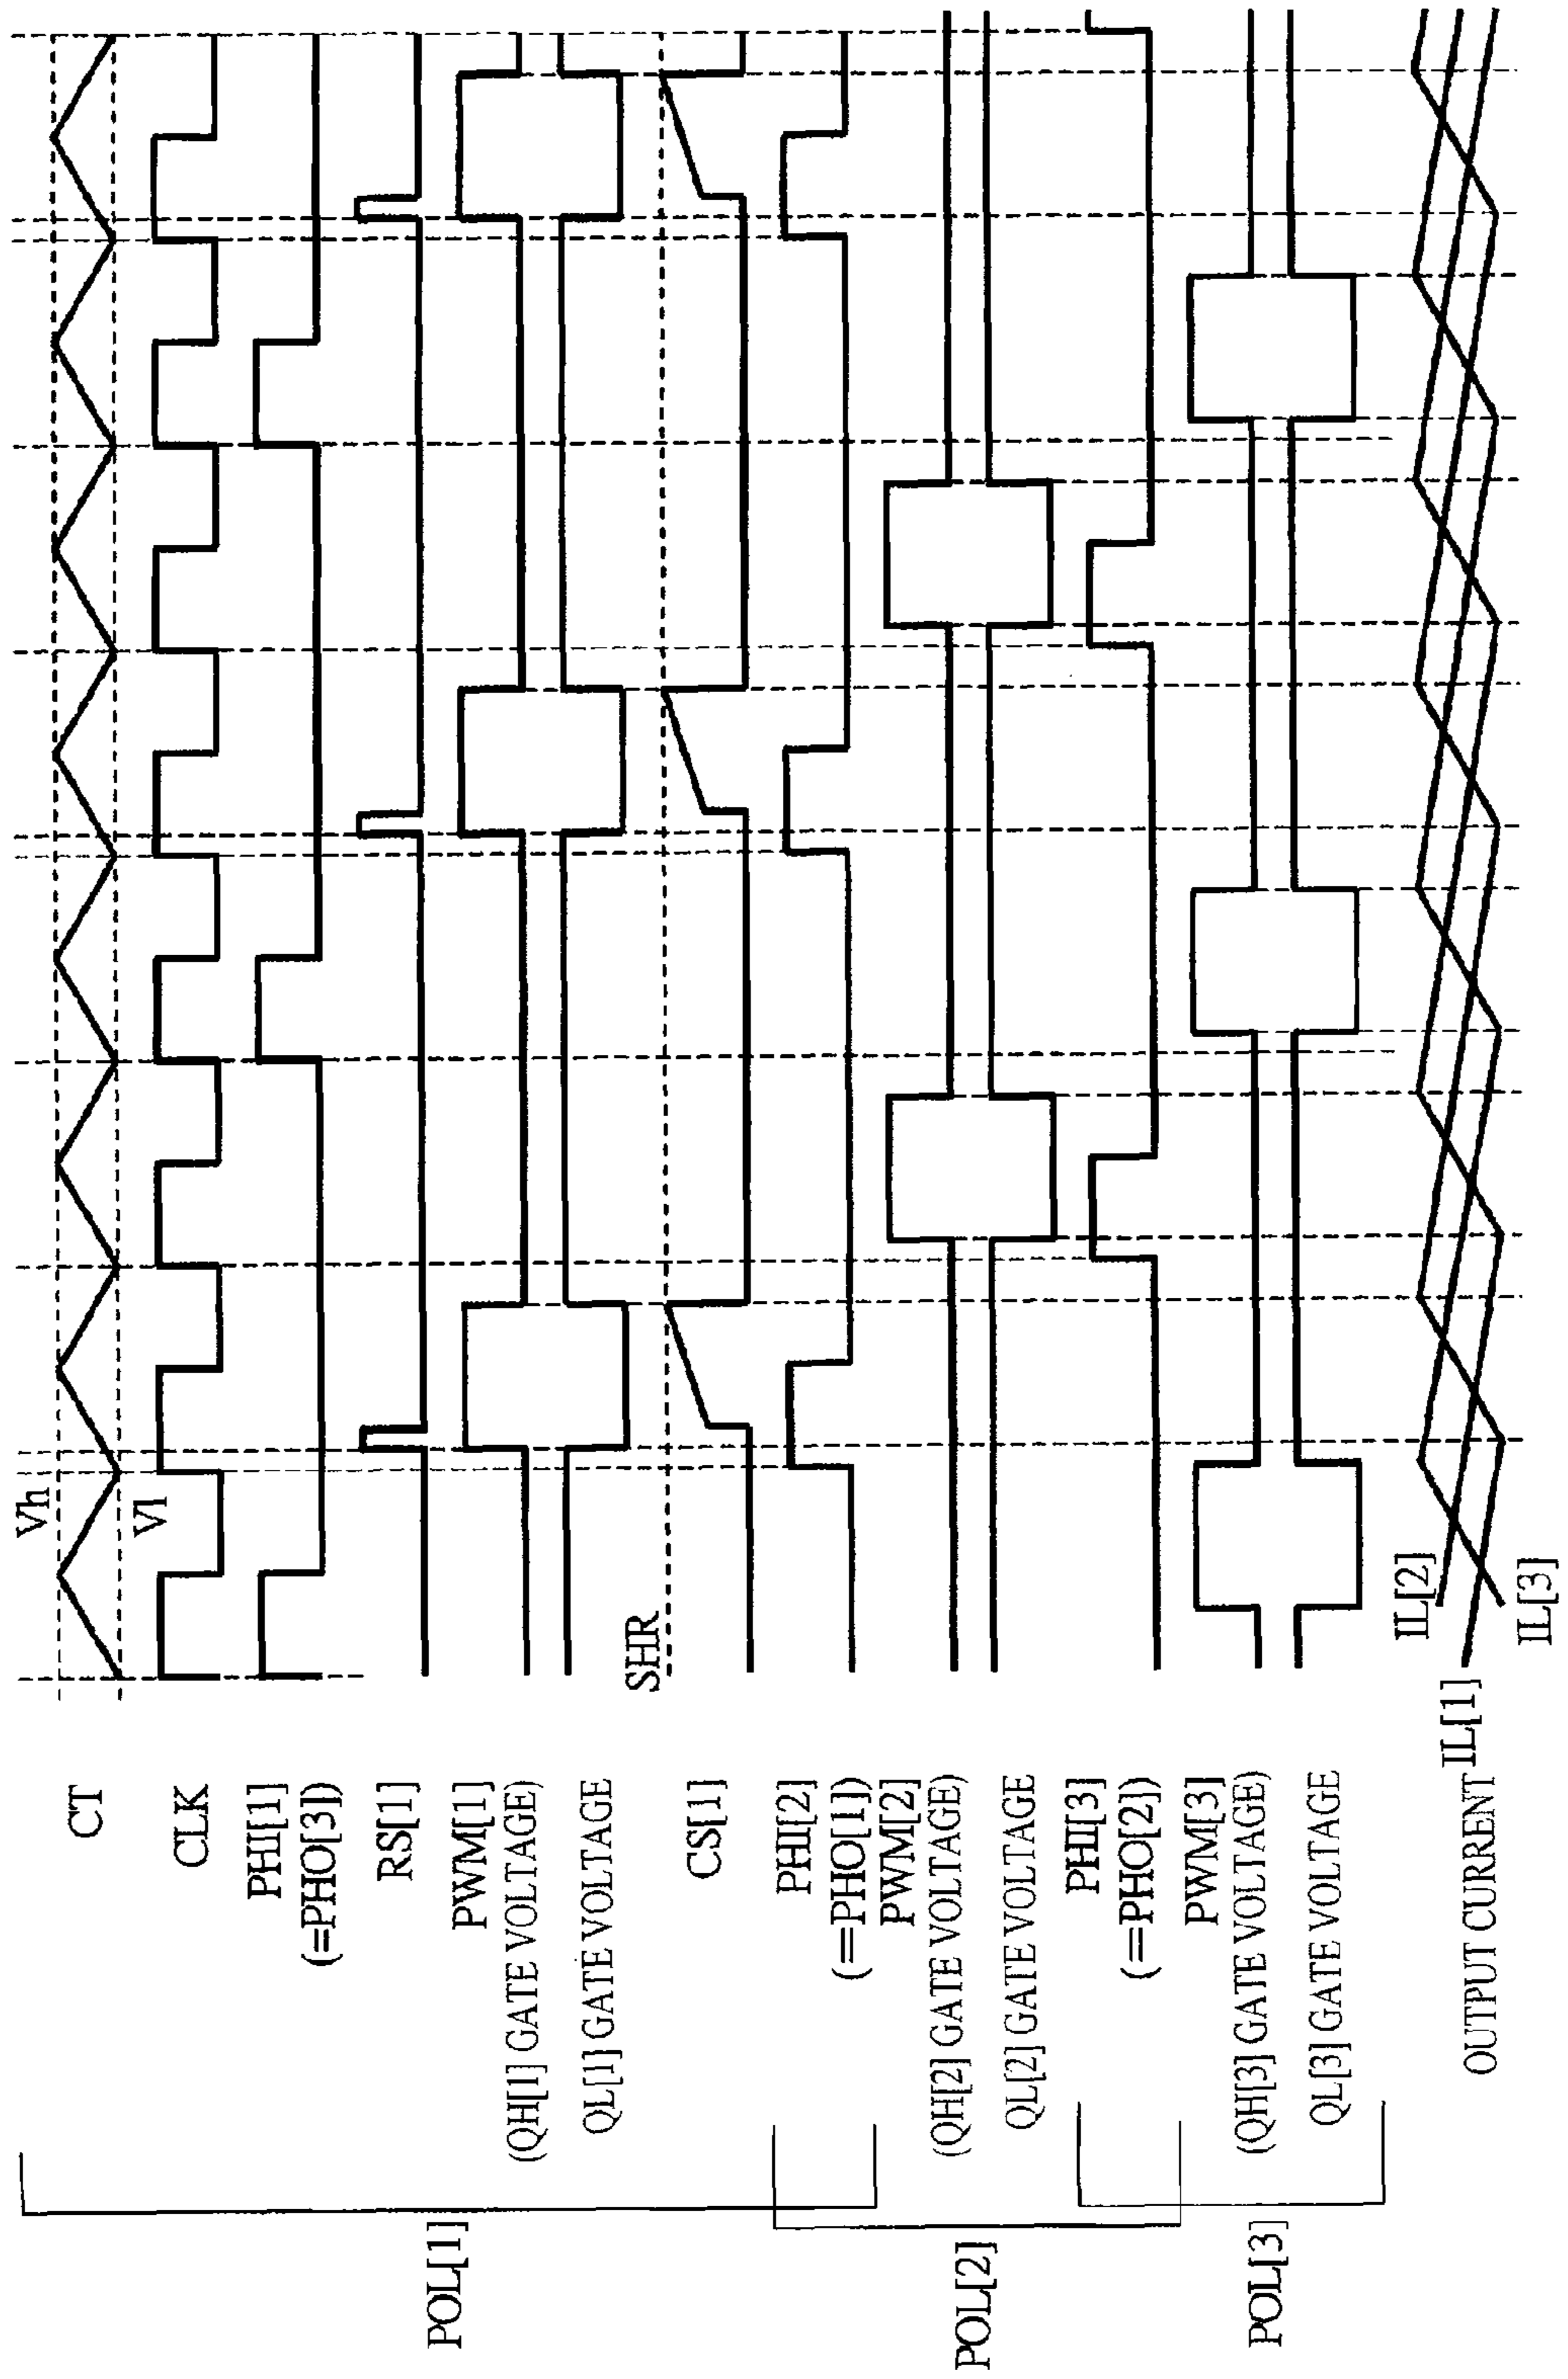 CT
Vh
Vl
CLK
PHI[1]
(=PHO[3])
RS[1]
PWM[1]
(QH[1] GATE VOLTAGE)
QL[1] GATE VOLTAGE
SHR
CS[1]
PHI[2]
(=PHO[1])
PWM[2]
(QH[2] GATE VOLTAGE)
QL[2] GATE VOLTAGE
PHI[3]
(=PHO[2])
PWM[3]
(QH[3] GATE VOLTAGE)
QL[3] GATE VOLTAGE
OUTPUT CURRENT
IL[1]
IL[2]
IL[3]
POL[1]
POL[2]
POL[3]